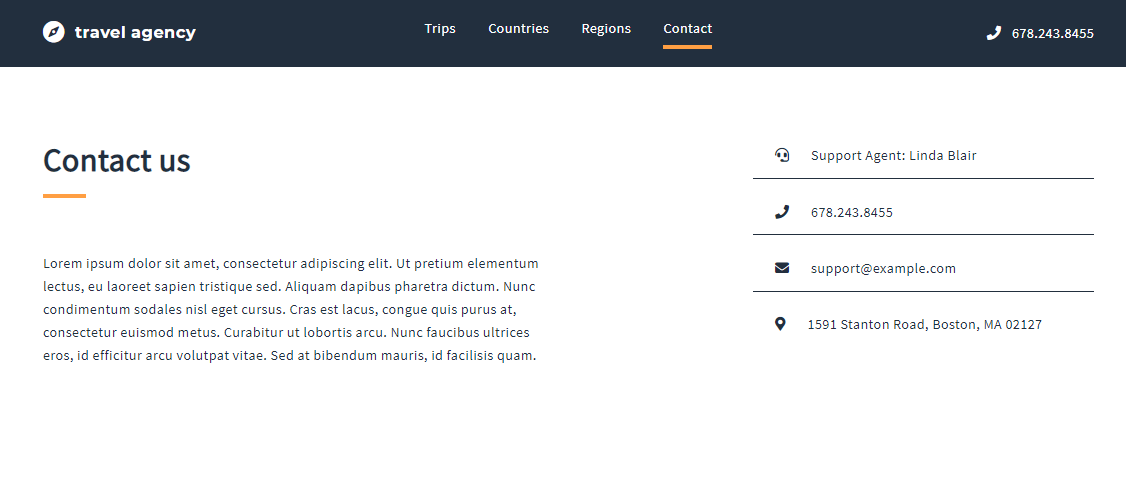 travel agency
Trips
Countries
Regions
Contact
678.243.8455
Contact us
Lorem ipsum dolor sit amet, consectetur adipiscing elit. Ut pretium elementum
lectus, eu laoreet sapien tristique sed. Aliquam dapibus pharetra dictum. Nunc
condimentum sodales nisl eget cursus. Cras est lacus, congue quis purus at,
consectetur euismod metus. Curabitur ut lobortis arcu. Nunc faucibus ultrices
eros, id efficitur arcu volutpat vitae. Sed at bibendum mauris, id facilisis quam.
Support Agent: Linda Blair
678.243.8455
support@example.com
1591 Stanton Road, Boston, MA 02127